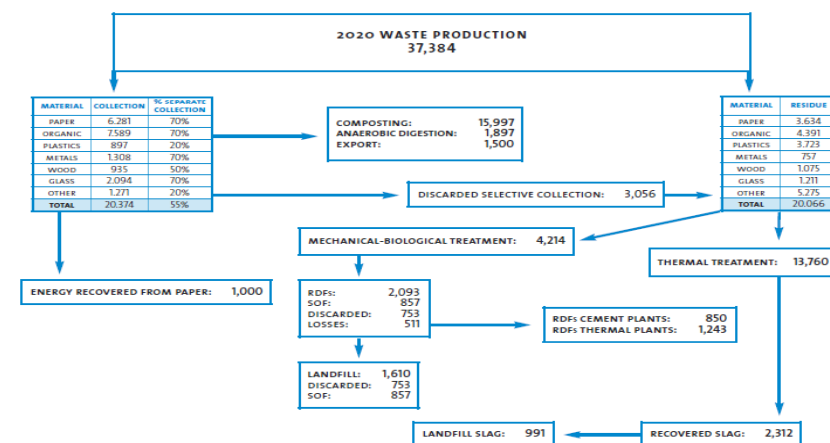 2020 WASTE PRODUCTION
37,384
MATERIAL COLLECTION % SEPARATE COLLECTION
PAPER 6.281 70%
ORGANIC 7.589 70%
PLASTICS 897 20%
METALS 1.308 70%
WOOD 935 50%
GLASS 2.094 70%
OTHER 1.271 20%
TOTAL 20.374 55%
COMPOSTING: 15,997
ANAEROBIC DIGESTION: 1,897
EXPORT: 1,500
MATERIAL RESIDUE
PAPER 3.634
ORGANIC 4.391
PLASTICS 3.723
METALS 757
WOOD 1.075
GLASS 1.211
OTHER 5.275
TOTAL 20.066
DISCARDED SELECTIVE COLLECTION: 3,056
MECHANICAL-BIOLOGICAL TREATMENT: 4,214
THERMAL TREATMENT: 13,760
ENERGY RECOVERED FROM PAPER: 1,000
RDFs: 2,093
SOF: 857
DISCARDED: 753
LOSSES: 511
RDFs CEMENT PLANTS: 850
RDFs THERMAL PLANTS: 1,243
LANDFILL: 1,610
DISCARDED: 753
SOF: 857
LANDFILL SLAG: 991
RECOVERED SLAG: 2,312